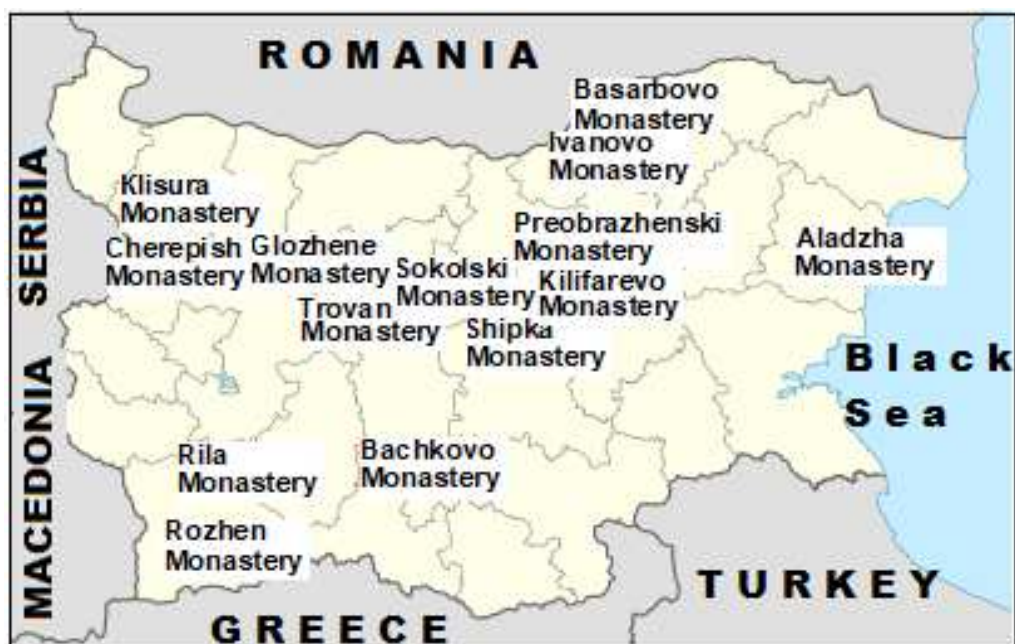 ROMANIA
Basarbovo
Monastery
Ivanovo
Monastery
SERBIA
Klisura
Monastery
Preobrazhenski
Monastery
Cherepish
Monastery
Glozhene
Monastery
Aladzha
Monastery
Sokolski
Monastery
Kilifarevo
Monastery
Trovan
Monastery
Shipka
Monastery
Black
Sea
MACEDONIA
Rila
Monastery
Bachkovo
Monastery
Rozhen
Monastery
TURKEY
GREECE